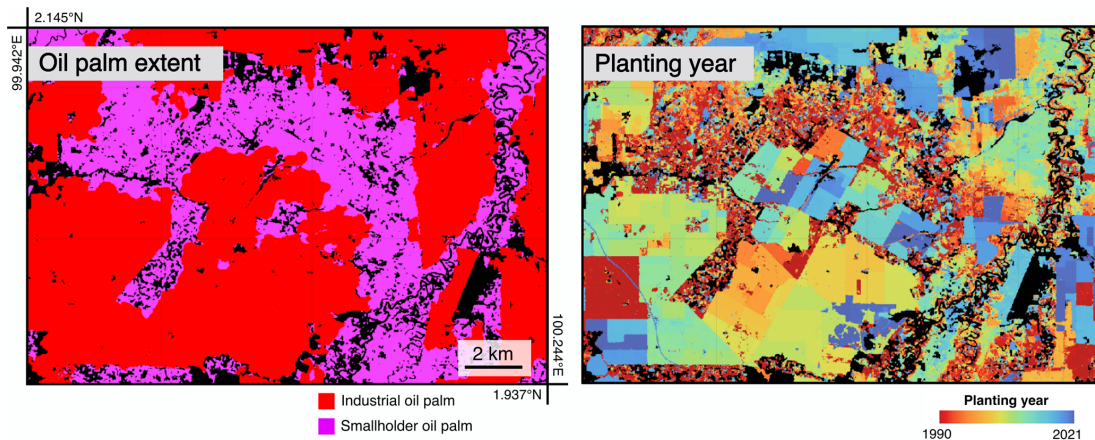 2.145°N
99.942°E
Oil palm extent
Planting year
2 km
100.244°E
1.937°N
Industrial oil palm
Smallholder oil palm
Planting year
1990
2021